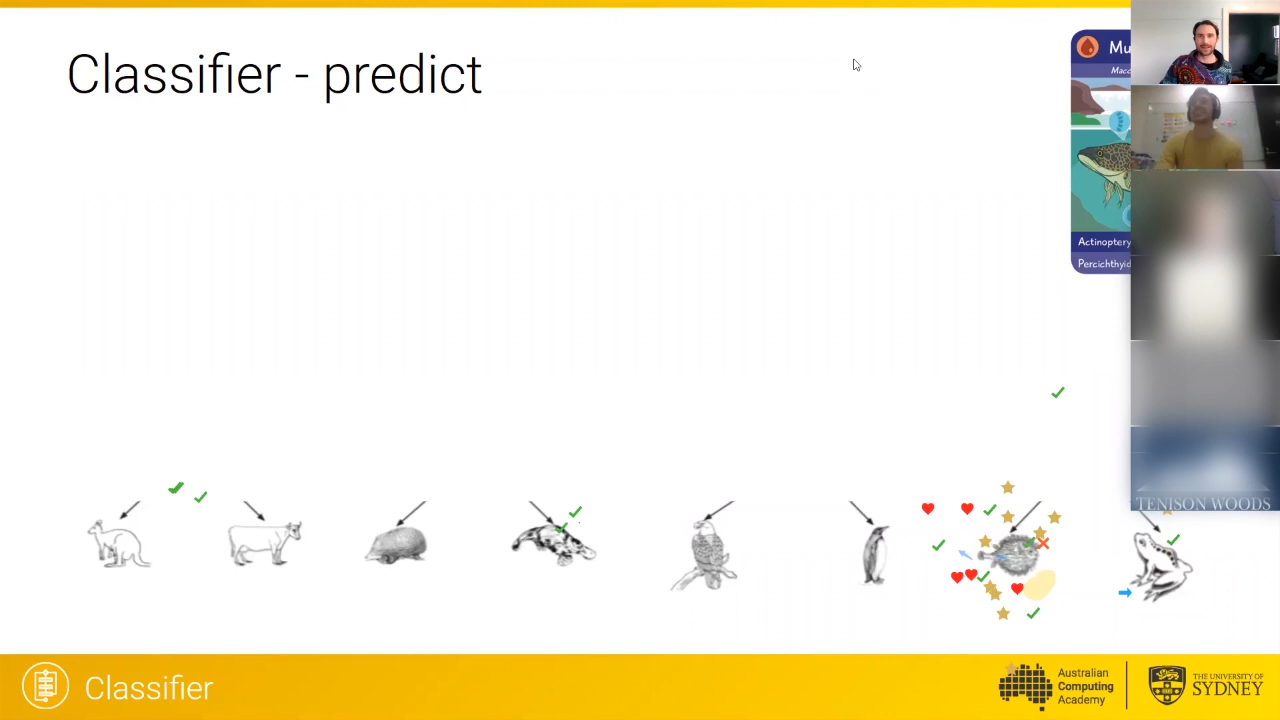 Classifier - predict
Mu
Macc
Actinoptery
Percichthyid
TENISON WOODS
Classifier
Australian
Computing
Academy
THE UNIVERSITY OF
SYDNEY